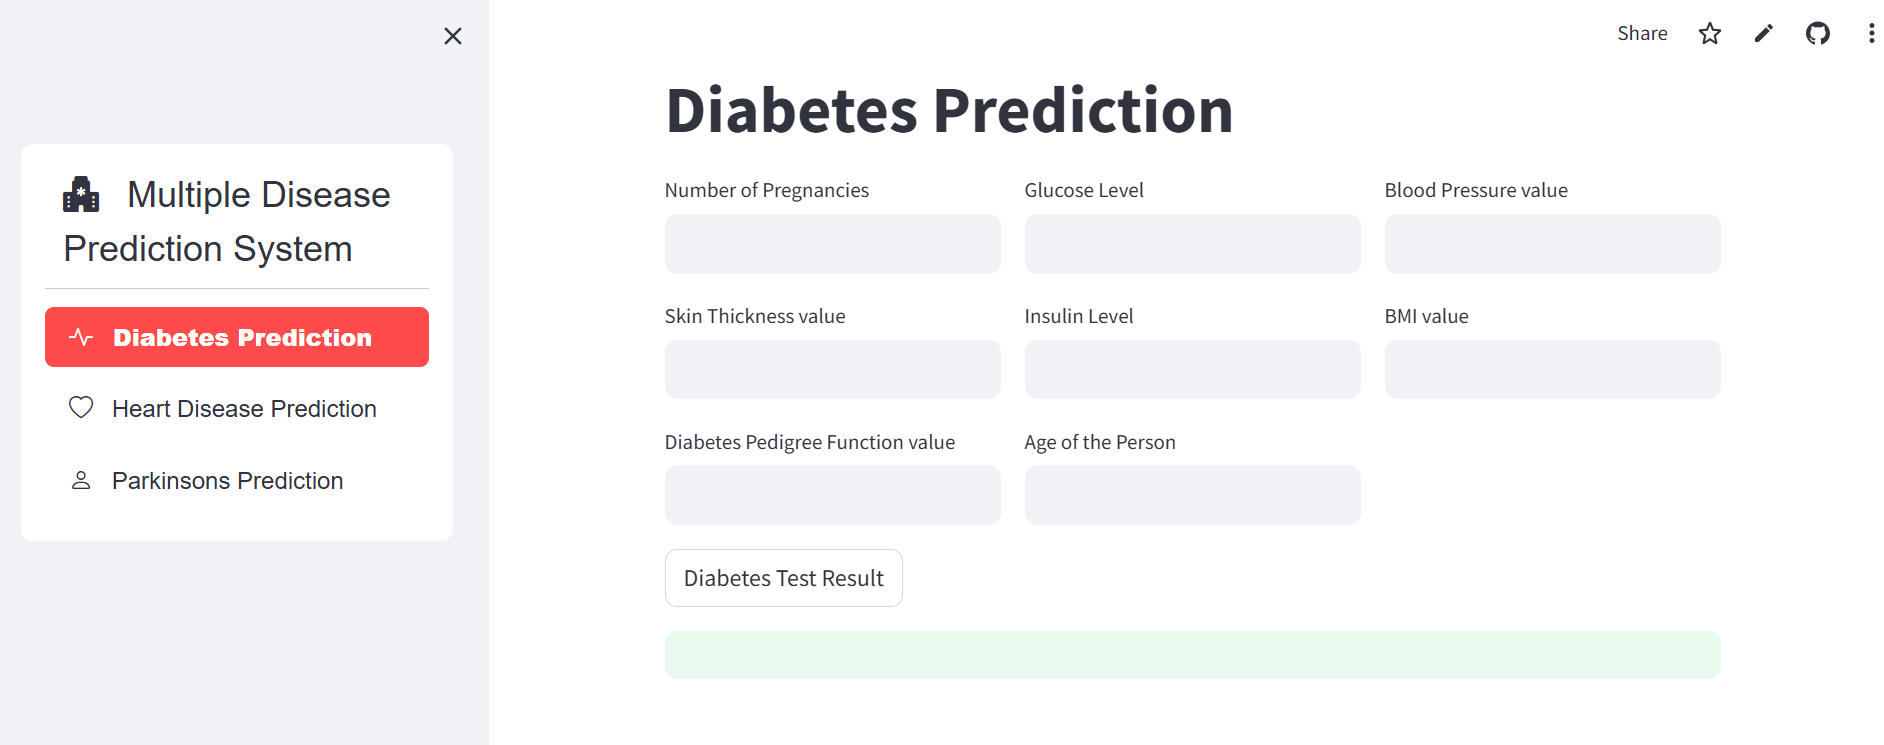 Share
Multiple Disease
Prediction System
Diabetes Prediction
Heart Disease Prediction
Parkinsons Prediction
Diabetes Prediction
Number of Pregnancies
Glucose Level
Blood Pressure value
Skin Thickness value
Insulin Level
BMI value
Diabetes Pedigree Function value
Age of the Person
Diabetes Test Result